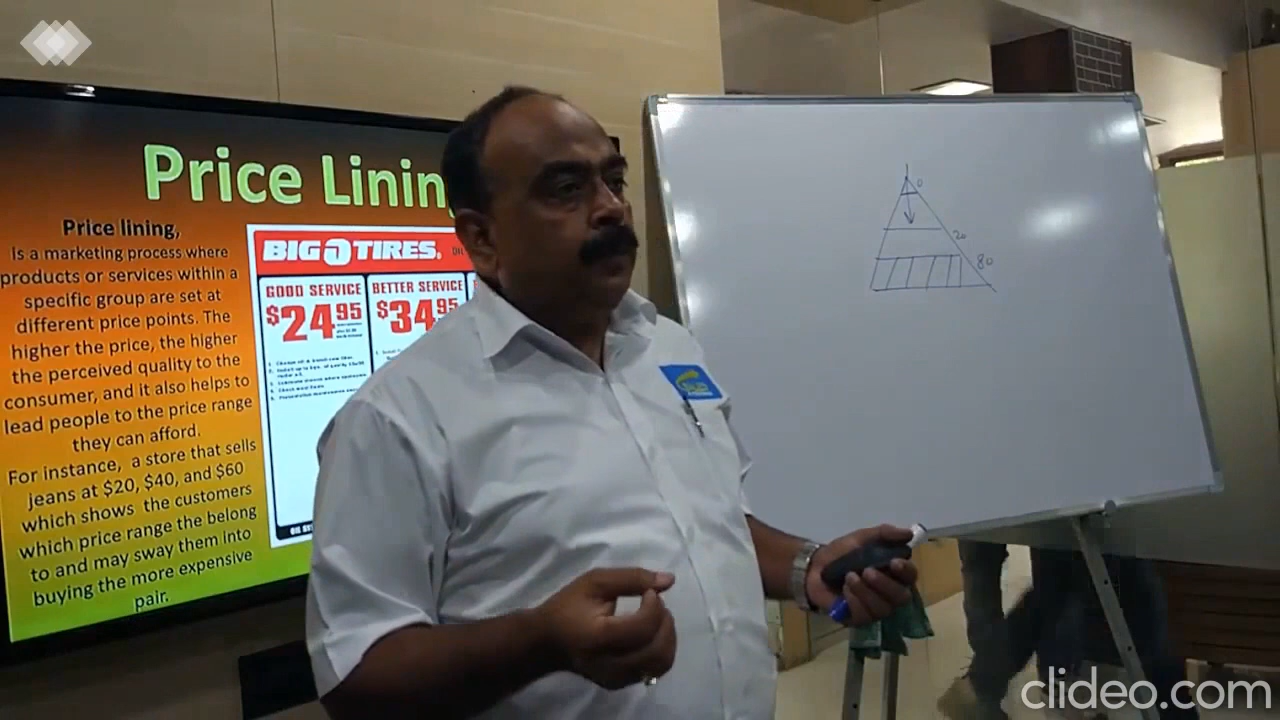 Price Linin
Price lining,
is a marketing process where
products or services within a
specific group are set at
different price points. The
higher the price, the higher
the perceived quality to the
consumer, and it also helps to
lead people to the price range
they can afford.
For instance, a store that sells
jeans at $20, $40, and $60
which shows the customers
which price range the belong
to and may sway them into
buying the more expensive
pair.
BIG O TIRES
GOOD SERVICE
$24 95
BETTER SERVICE
$34 95
0
20
80
clideo.com